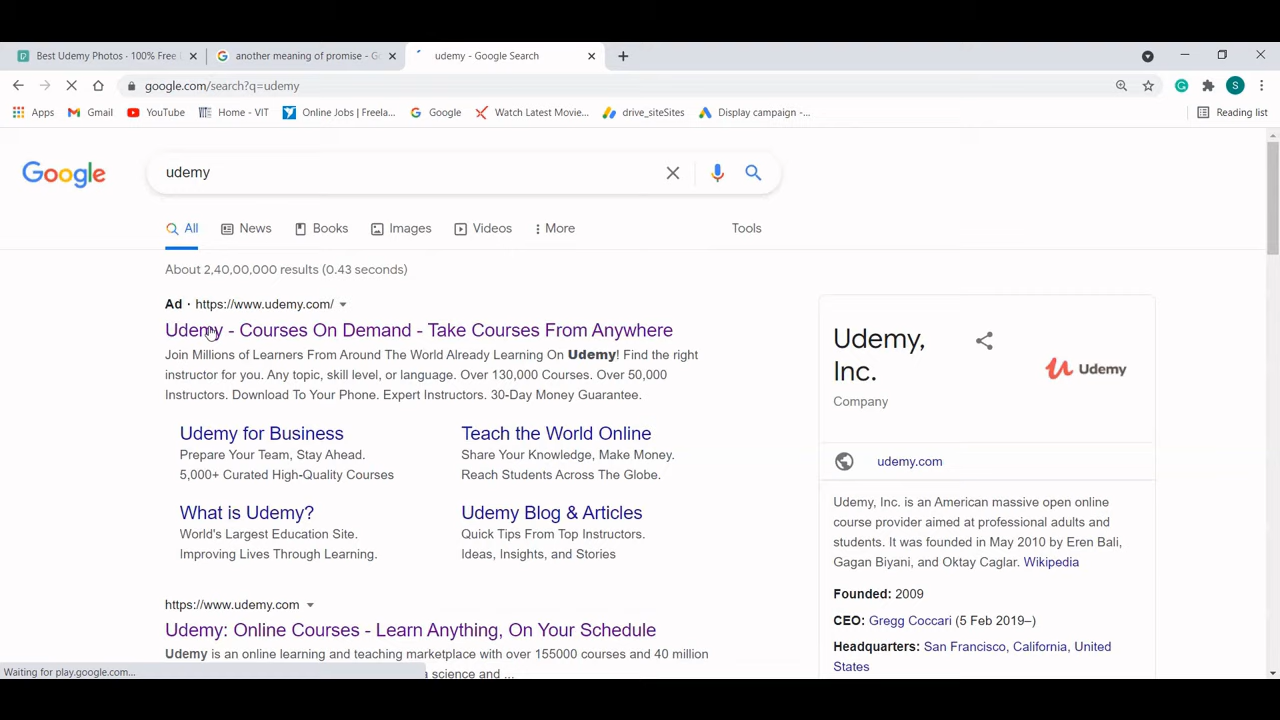 Best Udemy Photos · 100% Free
another meaning of promise - G
udemy - Google Search
google.com/search?q=udemy
Apps
Gmail
YouTube
Home - VIT
Online Jobs | Freela...
Google
Watch Latest Movie...
drive_siteSites
Display campaign -...
Reading list
S
Google
udemy
All
News
Books
Images
Videos
More
Tools
About 2,40,00,000 results (0.43 seconds)
Ad · https://www.udemy.com/
Udemy - Courses On Demand - Take Courses From Anywhere
Join Millions of Learners From Around The World Already Learning On Udemy! Find the right
instructor for you. Any topic, skill level, or language. Over 130,000 Courses. Over 50,000
Instructors. Download To Your Phone. Expert Instructors. 30-Day Money Guarantee.
Udemy for Business
Prepare Your Team, Stay Ahead.
5,000+ Curated High-Quality Courses
Teach the World Online
Share Your Knowledge, Make Money.
Reach Students Across The Globe.
What is Udemy?
World's Largest Education Site.
Improving Lives Through Learning.
Udemy Blog & Articles
Quick Tips From Top Instructors.
Ideas, Insights, and Stories
https://www.udemy.com
Udemy: Online Courses - Learn Anything, On Your Schedule
Udemy is an online learning and teaching marketplace with over 155000 courses and 40 million
science and ...
Waiting for play.google.com...
Udemy,
Inc.
Company
Udemy
udemy.com
Udemy, Inc. is an American massive open online
course provider aimed at professional adults and
students. It was founded in May 2010 by Eren Bali,
Gagan Biyani, and Oktay Caglar. Wikipedia
Founded: 2009
CEO: Gregg Coccari (5 Feb 2019–)
Headquarters: San Francisco, California, United
States